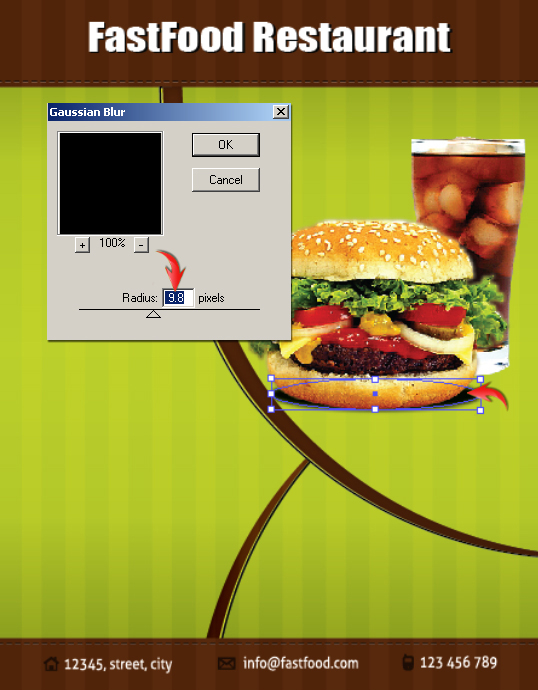 FastFood Restaurant
Gaussian Blur
OK
Cancel
+ 100% -
Radius: 9.8 pixels
12345, street, city info@fastfood.com 123 456 789